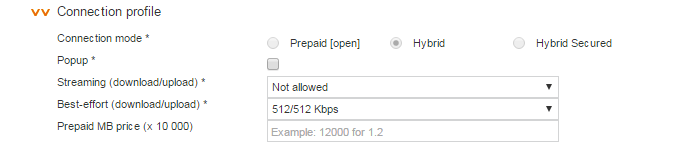 Connection profile
Connection mode * Prepaid [open] Hybrid Hybrid Secured
Popup *
Streaming (download/upload) * Not allowed
Best-effort (download/upload) * 512/512 Kbps
Prepaid MB price (x 10 000) Example: 12000 for 1.2